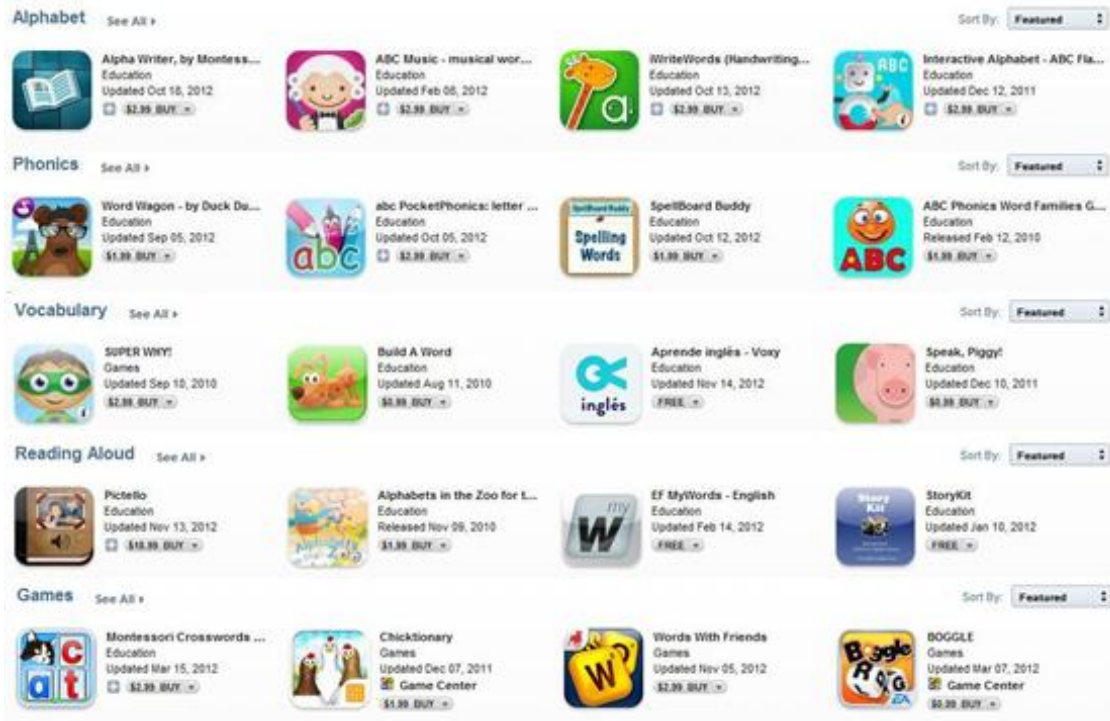 Alphabet See All Sort By: Featured
Alpha Writer, by Montess... ABC Music - musical wor... iWriteWords (Handwriting... Interactive Alphabet - ABC Fla...
Education Education Education Education
Updated Oct 18, 2012 Updated Feb 08, 2012 Updated Oct 13, 2012 Updated Dec 12, 2011
$2.99 BUY $2.99 BUY $2.99 BUY $2.99 BUY
Phonics See All Sort By: Featured
Word Wagon - by Duck Du... abc PocketPhonics: letter ... SpellBoard Buddy ABC Phonics Word Families G...
Education Education Education Education
Updated Sep 05, 2012 Updated Oct 05, 2012 Updated Oct 12, 2012 Released Feb 12, 2010
$1.99 BUY $2.99 BUY $1.99 BUY $1.99 BUY
abc
SpellBoard Buddy
Spelling
Words
ABC
Vocabulary See All Sort By: Featured
SUPER WHY! Build A Word Aprende inglés - Voxy Speak, Piggy!
Games Education Education Education
Updated Sep 10, 2010 Updated Aug 11, 2010 Updated Nov 14, 2012 Updated Dec 10, 2011
$2.99 BUY $0.99 BUY FREE $0.99 BUY
inglés
Reading Aloud See All Sort By: Featured
Pictello Alphabets in the Zoo for t... EF MyWords - English StoryKit
Education Education Education Education
Updated Nov 13, 2012 Released Nov 09, 2010 Updated Feb 14, 2012 Updated Jan 10, 2012
$18.99 BUY $1.99 BUY FREE FREE
my
W
Story
Kit
Games See All Sort By: Featured
Montessori Crosswords ... Chicktionary Words With Friends BOGGLE
Education Games Games Games
Updated Mar 15, 2012 Updated Dec 07, 2011 Updated Nov 05, 2012 Updated Mar 07, 2012
$2.99 BUY Game Center $2.99 BUY Game Center
$1.99 BUY $0.99 BUY
c
at
W
Boggle
EA